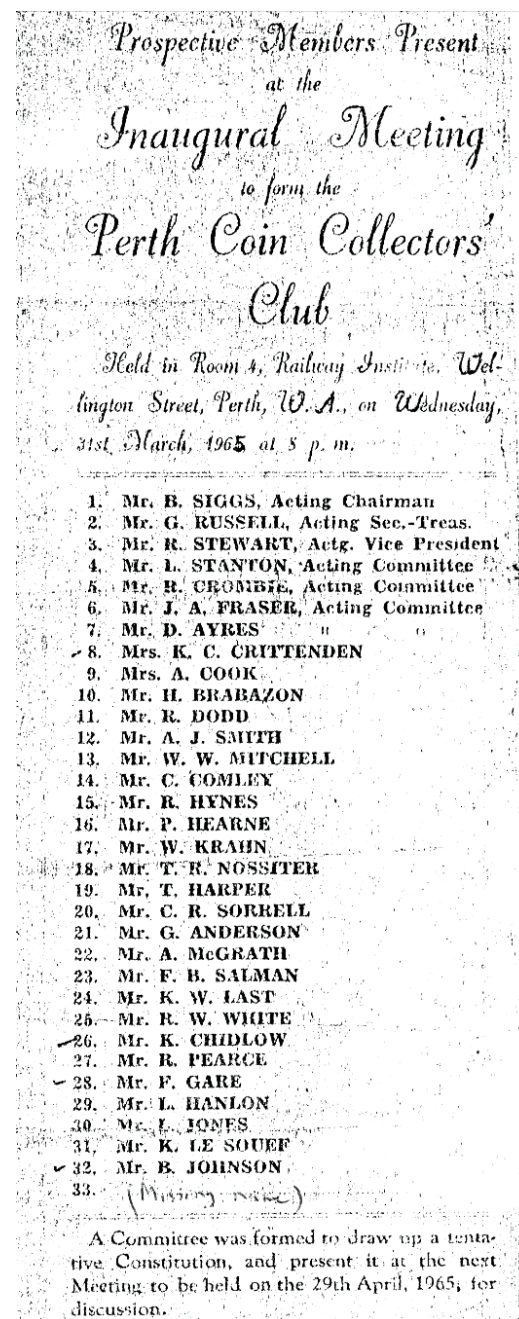 Prospective Members Present
at the
Inaugural Meeting
to form the
Perth Coin Collectors'
Club
Held in Room 4, Railway Institute, Wel-
lington Street, Perth, W. A., on Wednesday,
31st March, 1965 at 8 p. m.
1. Mr. B. SIGGS, Acting Chairman
2. Mr. G. RUSSELL, Acting Sec.-Treas.
3. Mr. R. STEWART, Actg. Vice President
4. Mr. L. STANTON, Acting Committee
5. Mr. R. CROMBIE, Acting Committee
6. Mr. J. A. FRASER, Acting Committee
7. Mr. D. AYRES " "
8. Mrs. K. C. CRITTENDEN
9. Mrs. A. COOK
10. Mr. H. BRABAZON
11. Mr. R. DODD
12. Mr. A. J. SMITH
13. Mr. W. W. MITCHELL
14. Mr. C. COMLEY
15. Mr. R. HYNES
16. Mr. P. HEARNE
17. Mr. W. KRAHN
18. Mr. T. R. NOSSITER
19. Mr. T. HARPER
20. Mr. C. R. SORRELL
21. Mr. G. ANDERSON
22. Mr. A. McGRATH
23. Mr. F. B. SALMAN
24. Mr. K. W. LAST
25. Mr. R. W. WHITE
26. Mr. K. CHIDLOW
27. Mr. R. PEARCE
28. Mr. F. GARE
29. Mr. L. HANLON
30. Mr. L. JONES
31. Mr. K. LE SOUEF
32. Mr. B. JOHNSON
33. (Missing name)
A Committee was formed to draw up a tenta-
tive Constitution, and present it at the next
Meeting to be held on the 29th April, 1965, for
discussion.